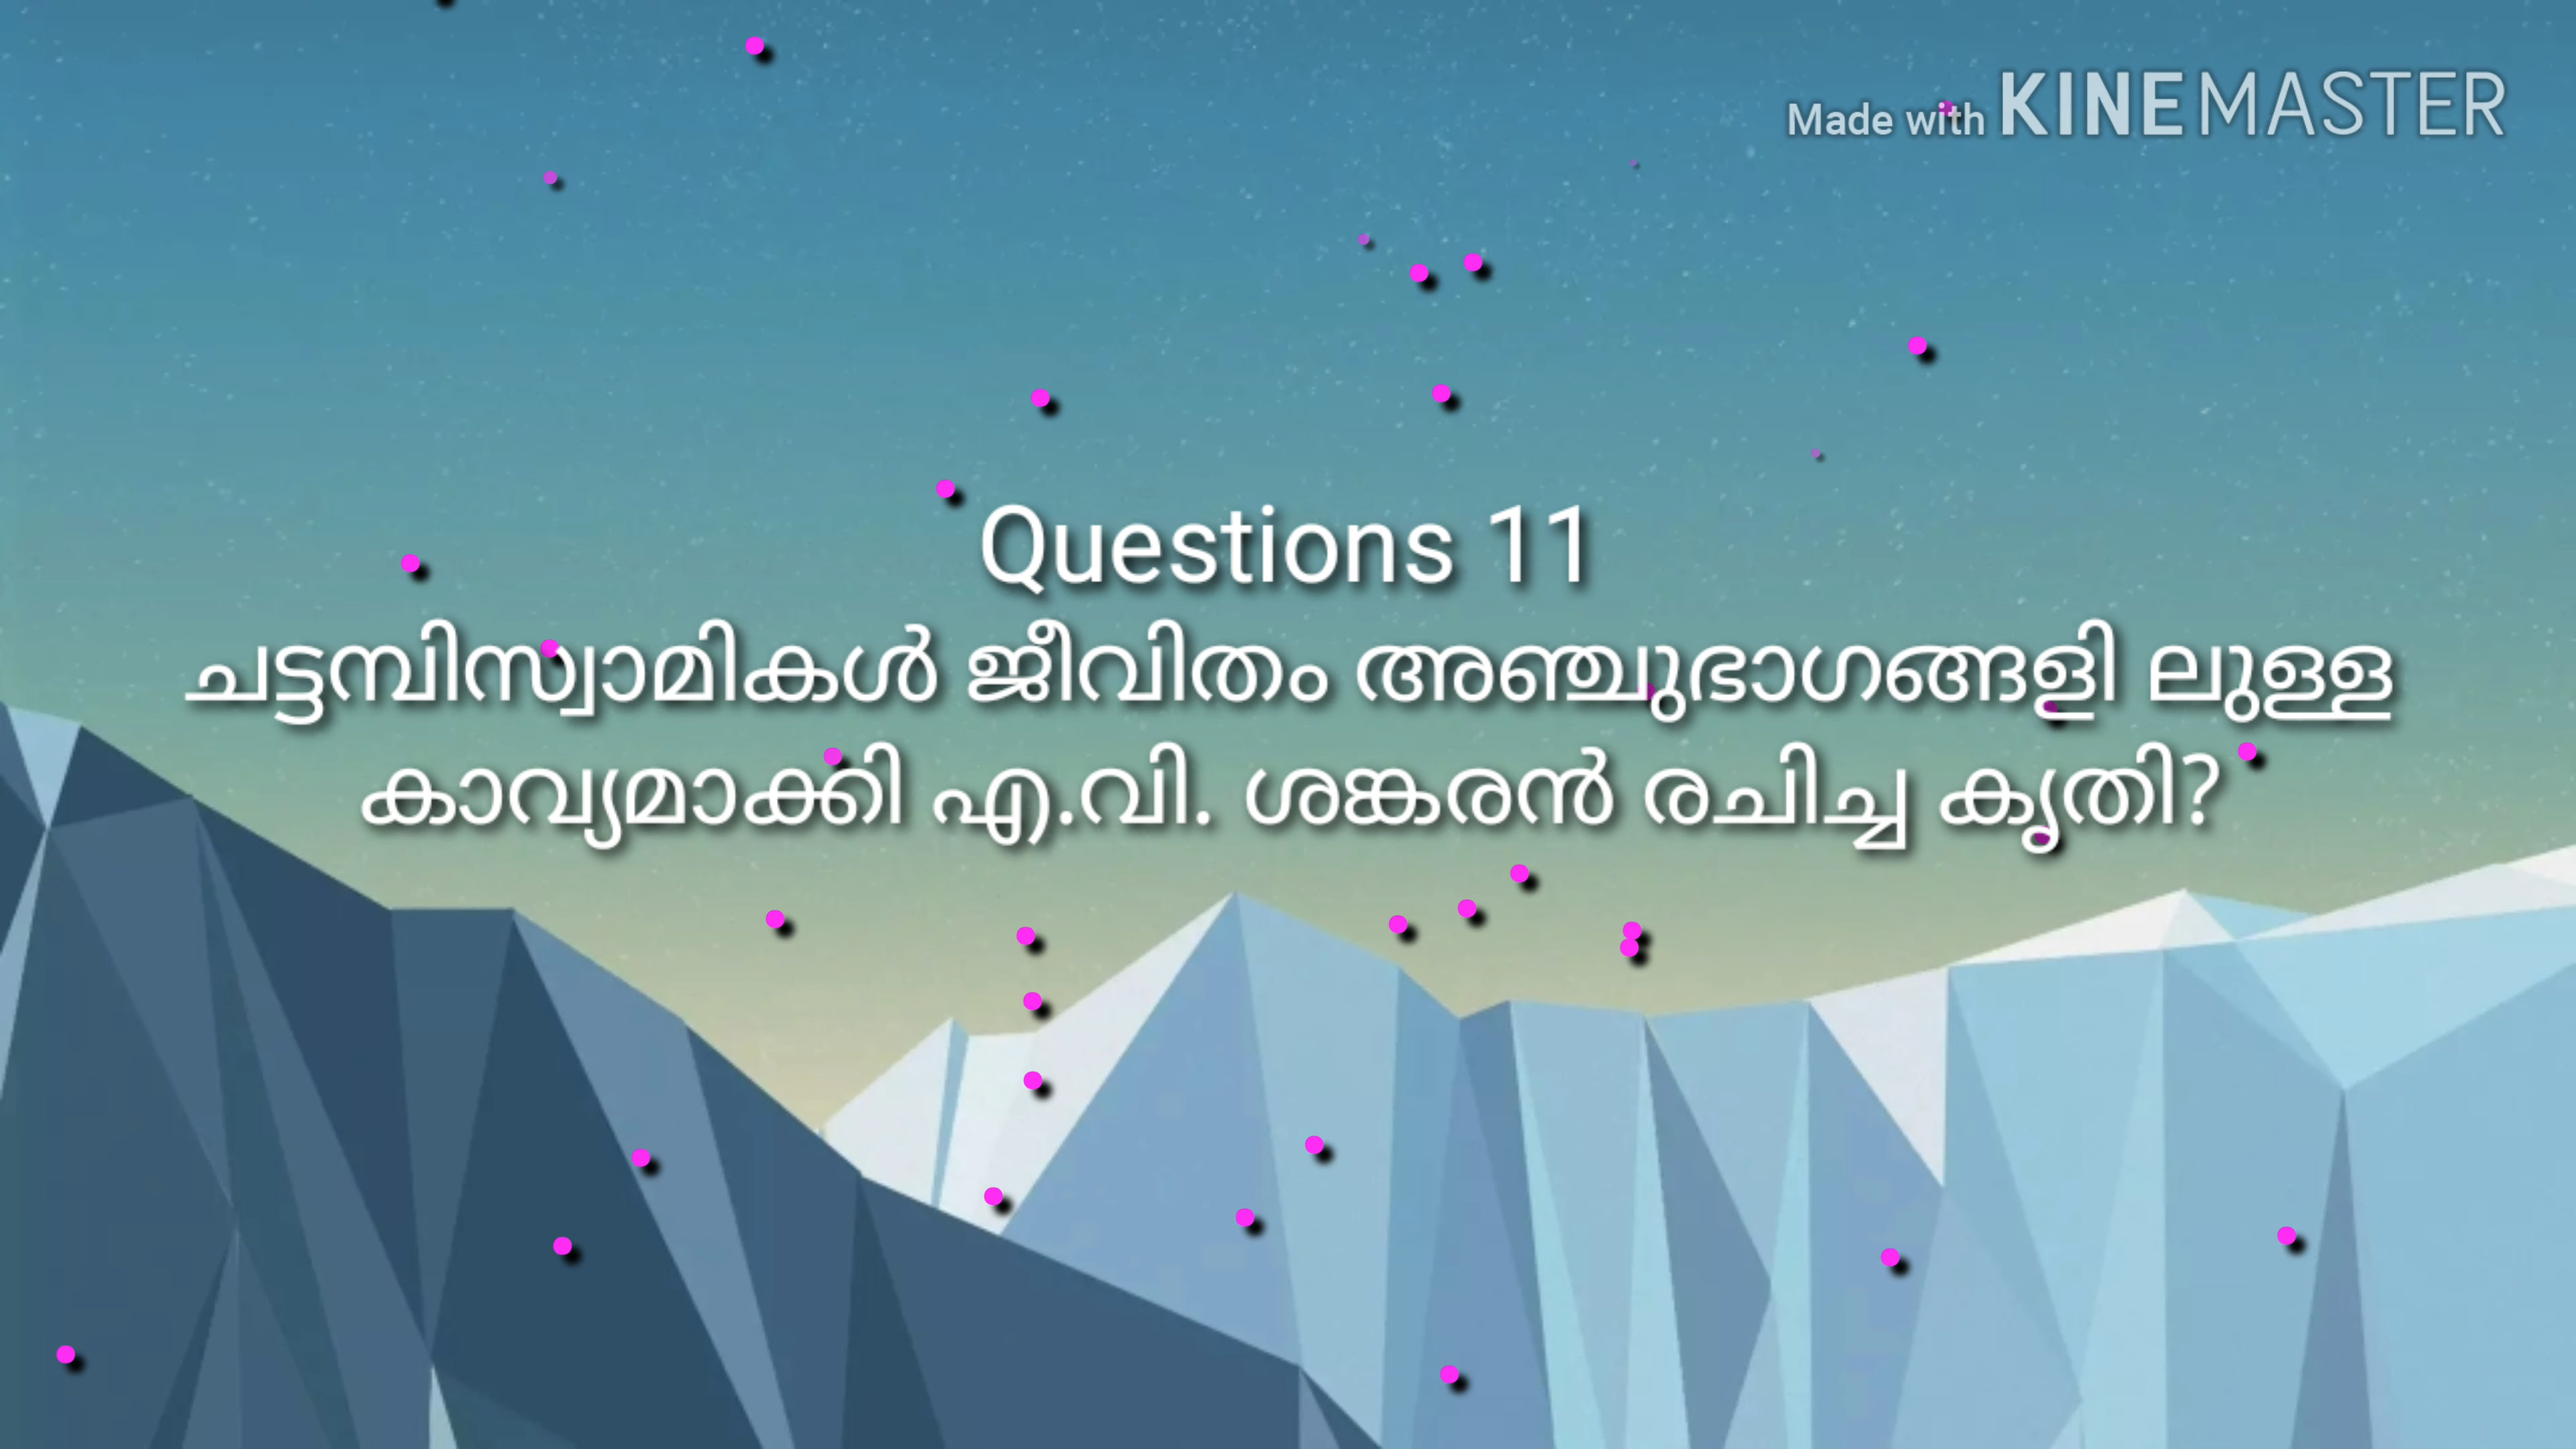 Made with KINEMASTER
Questions 11
ചട്ടമ്പിസ്വാമികൾ ജീവിതം അഞ്ചുഭാഗങ്ങളി ലുള്ള
കാവ്യമാക്കി എ.വി. ശങ്കരൻ രചിച്ച കൃതി?